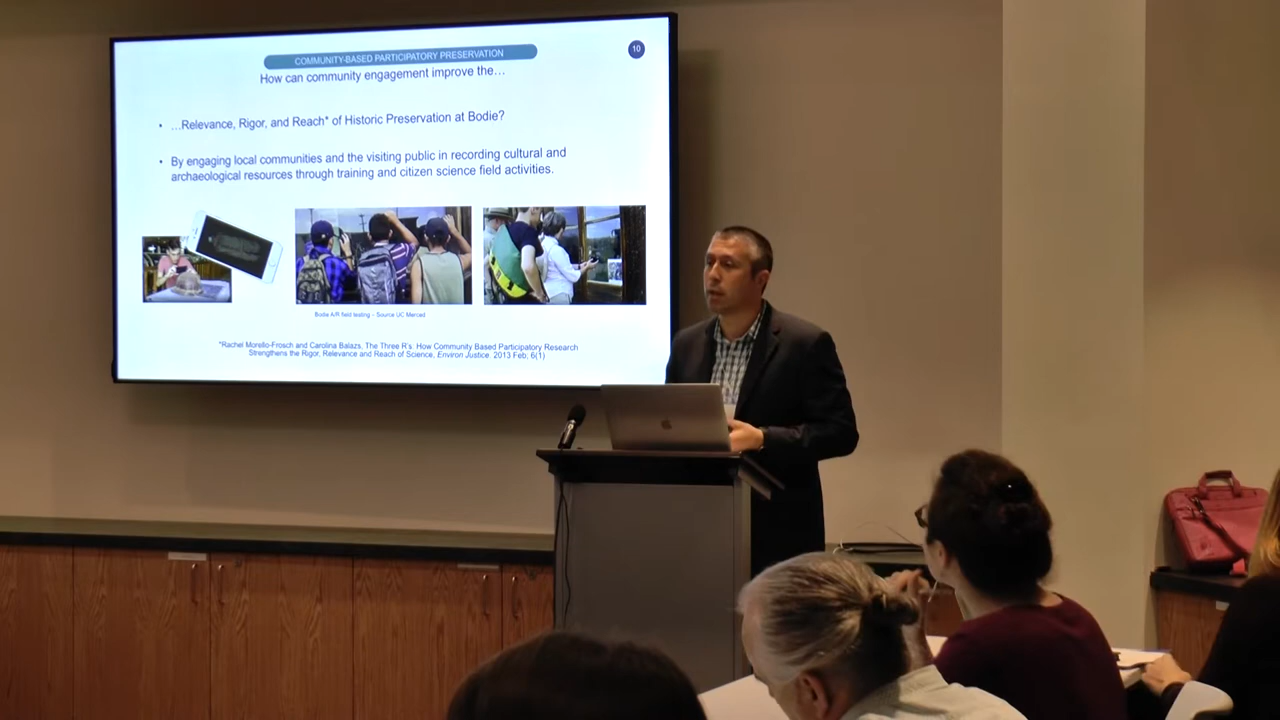 COMMUNITY-BASED PARTICIPATORY PRESERVATION
10
How can community engagement improve the…
• …Relevance, Rigor, and Reach* of Historic Preservation at Bodie?
• By engaging local communities and the visiting public in recording cultural and
archaeological resources through training and citizen science field activities.
Bodie A/R field testing – Source UC Merced
*Rachel Morello-Frosch and Carolina Balazs, The Three R's: How Community Based Participatory Research
Strengthens the Rigor, Relevance and Reach of Science, Environ Justice. 2013 Feb; 6(1)